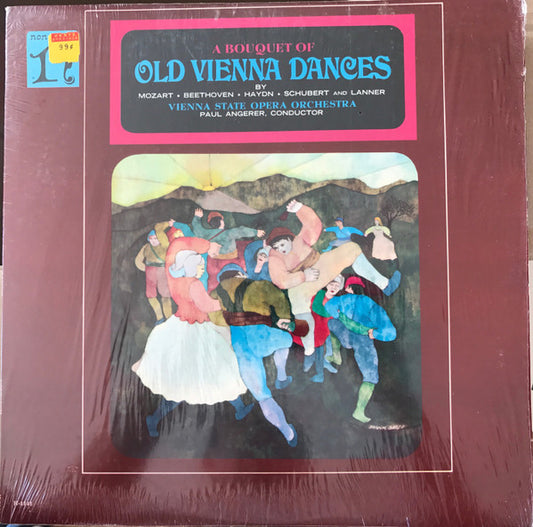 non
99¢
A BOUQUET OF
OLD VIENNA DANCES
BY
MOZART • BEETHOVEN • HAYDN • SCHUBERT AND LANNER
VIENNA STATE OPERA ORCHESTRA
PAUL ANGERER, CONDUCTOR